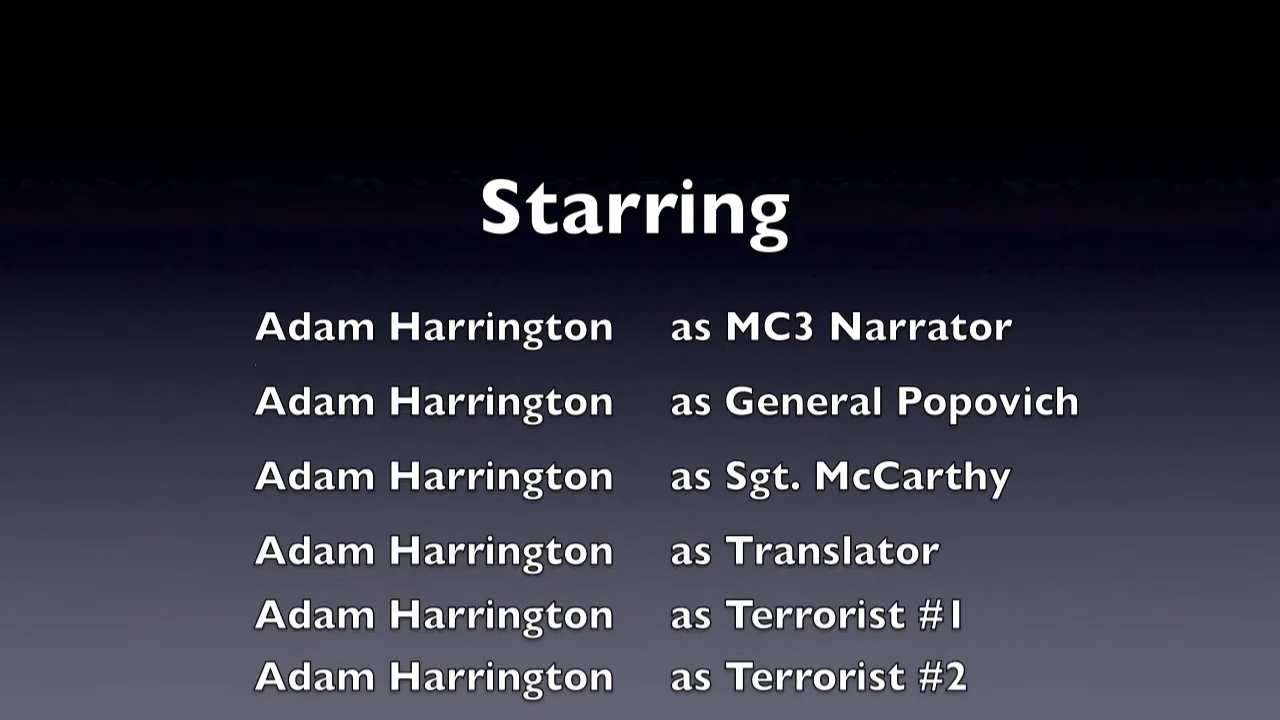 Starring
Adam Harrington as MC3 Narrator
Adam Harrington as General Popovich
Adam Harrington as Sgt. McCarthy
Adam Harrington as Translator
Adam Harrington as Terrorist #1
Adam Harrington as Terrorist #2